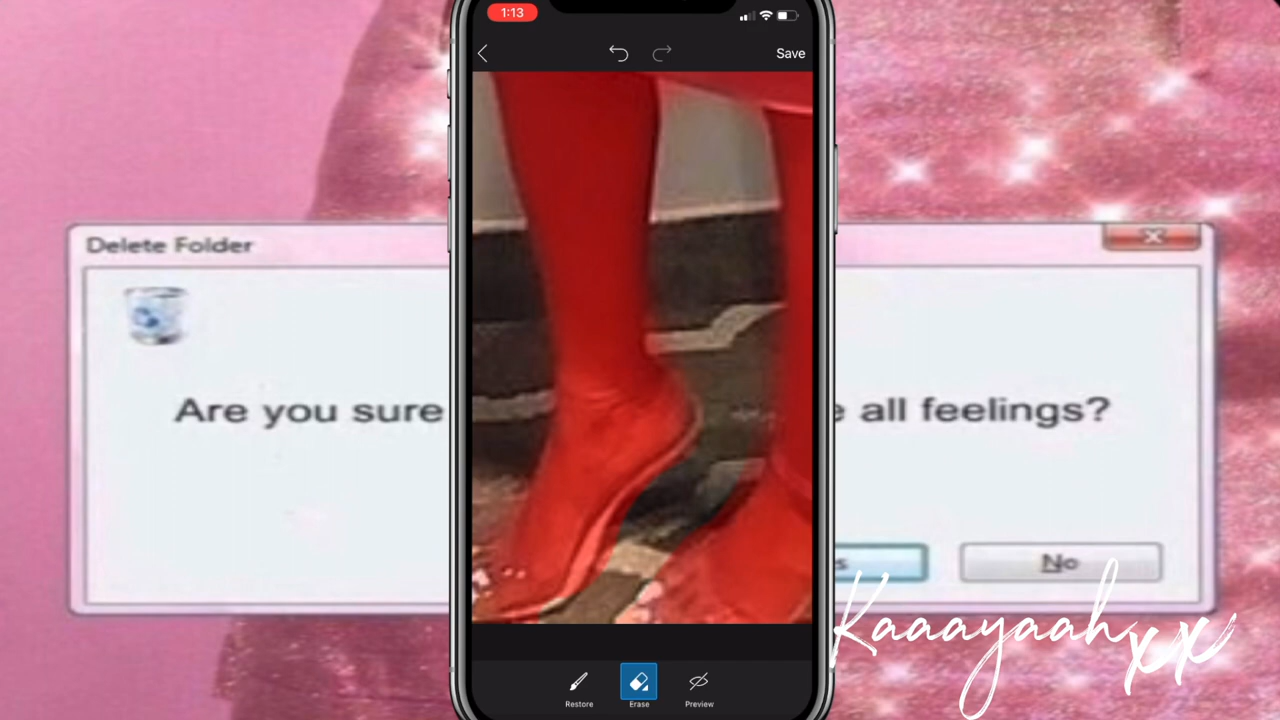 1:13
Save
Delete Folder
Are you sure
all feelings?
No
Kaaayaahxx
Restore
Erase
Preview